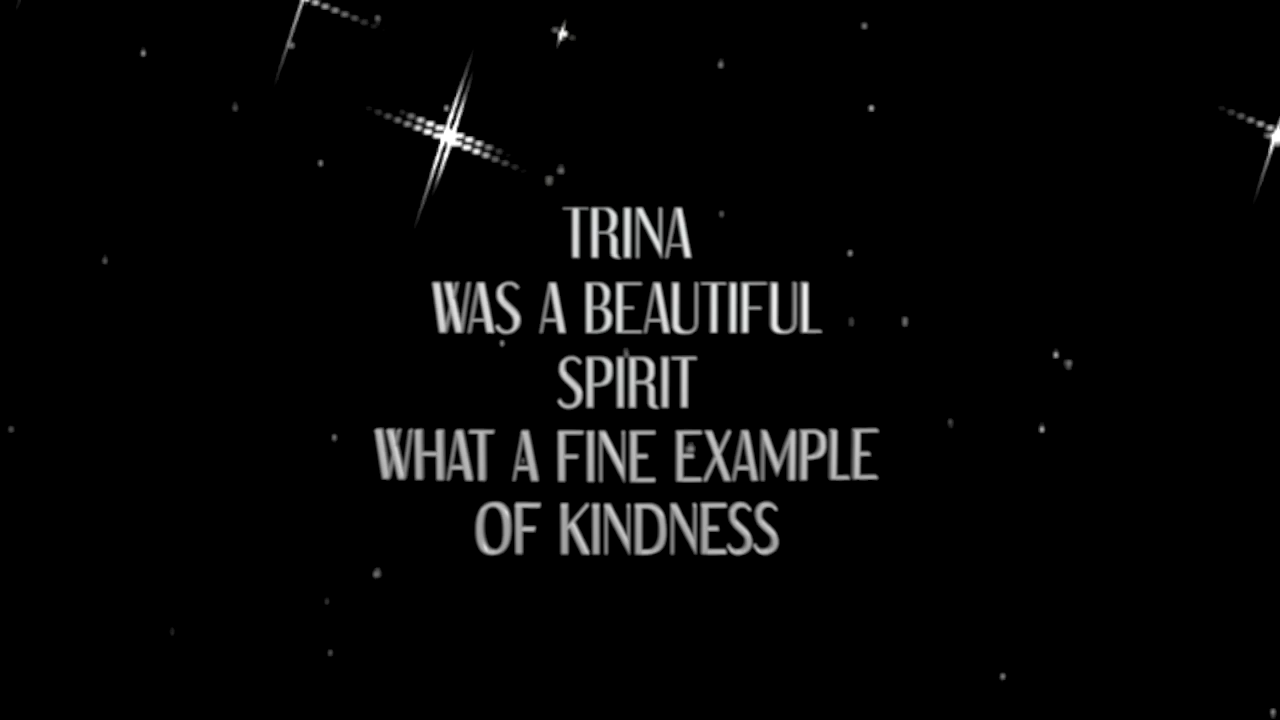 TRINA
WAS A BEAUTIFUL
SPIRIT
WHAT A FINE EXAMPLE
OF KINDNESS